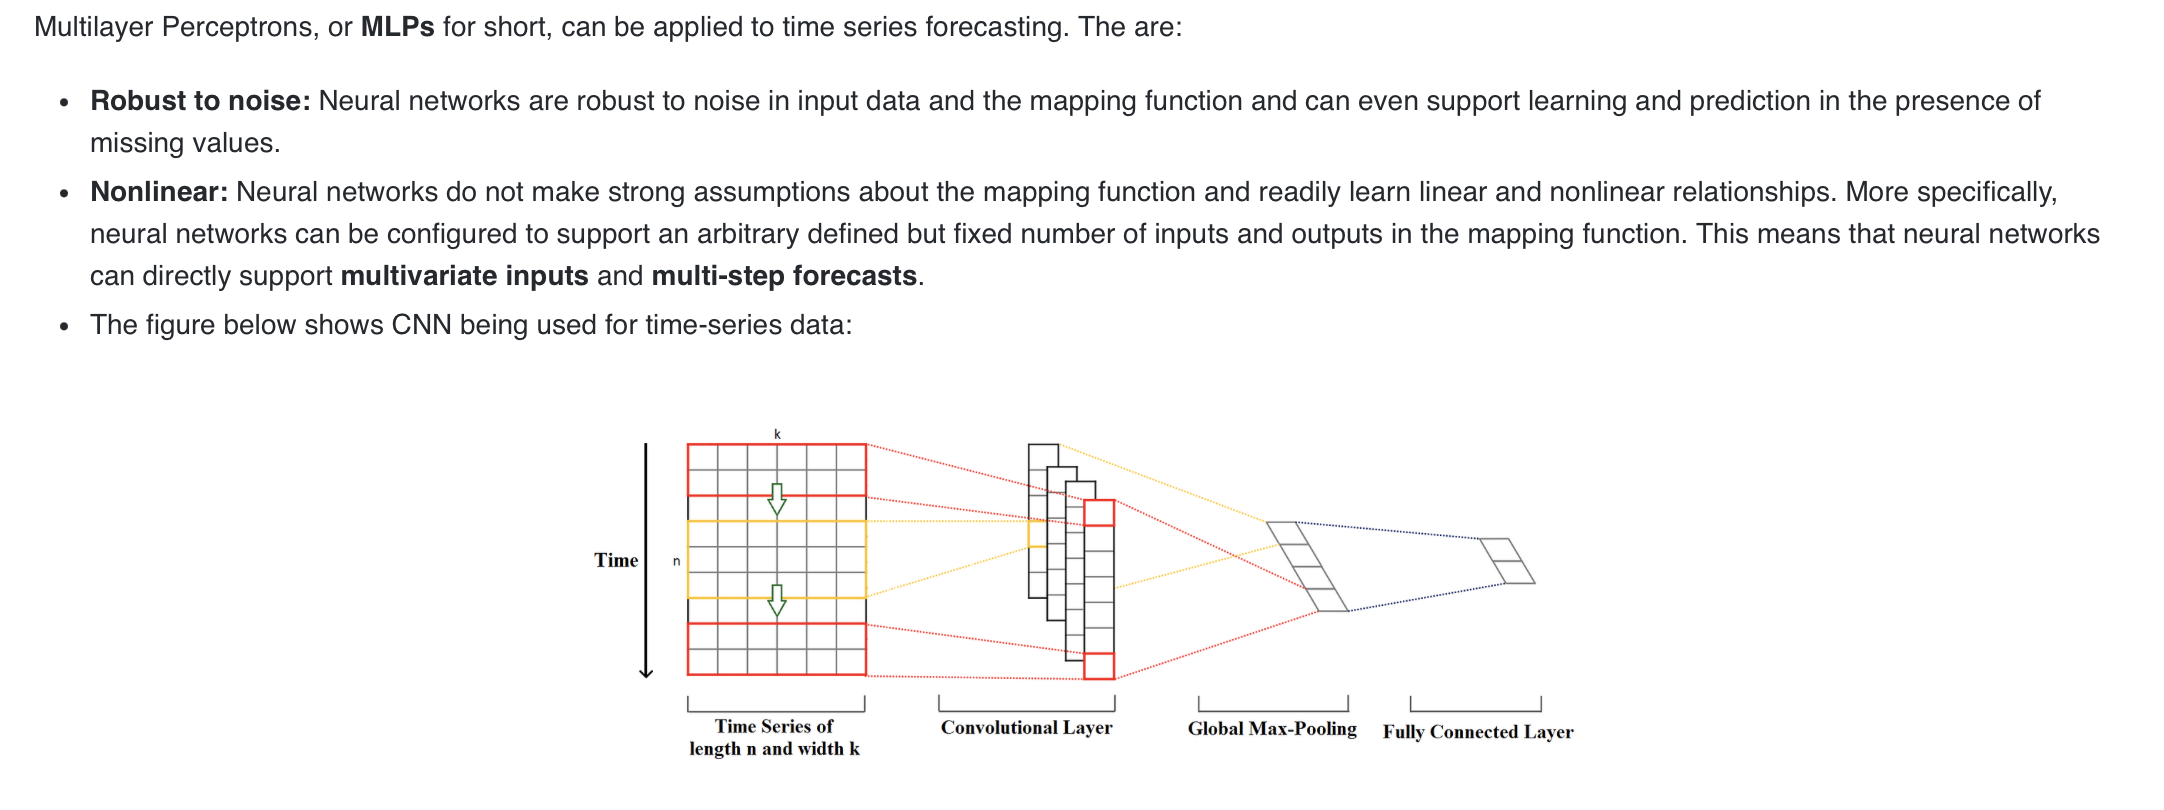 Multilayer Perceptrons, or MLPs for short, can be applied to time series forecasting. The are:
• Robust to noise: Neural networks are robust to noise in input data and the mapping function and can even support learning and prediction in the presence of
missing values.
• Nonlinear: Neural networks do not make strong assumptions about the mapping function and readily learn linear and nonlinear relationships. More specifically,
neural networks can be configured to support an arbitrary defined but fixed number of inputs and outputs in the mapping function. This means that neural networks
can directly support multivariate inputs and multi-step forecasts.
• The figure below shows CNN being used for time-series data:
k
Time
n
Time Series of
length n and width k
Convolutional Layer
Global Max-Pooling
Fully Connected Layer